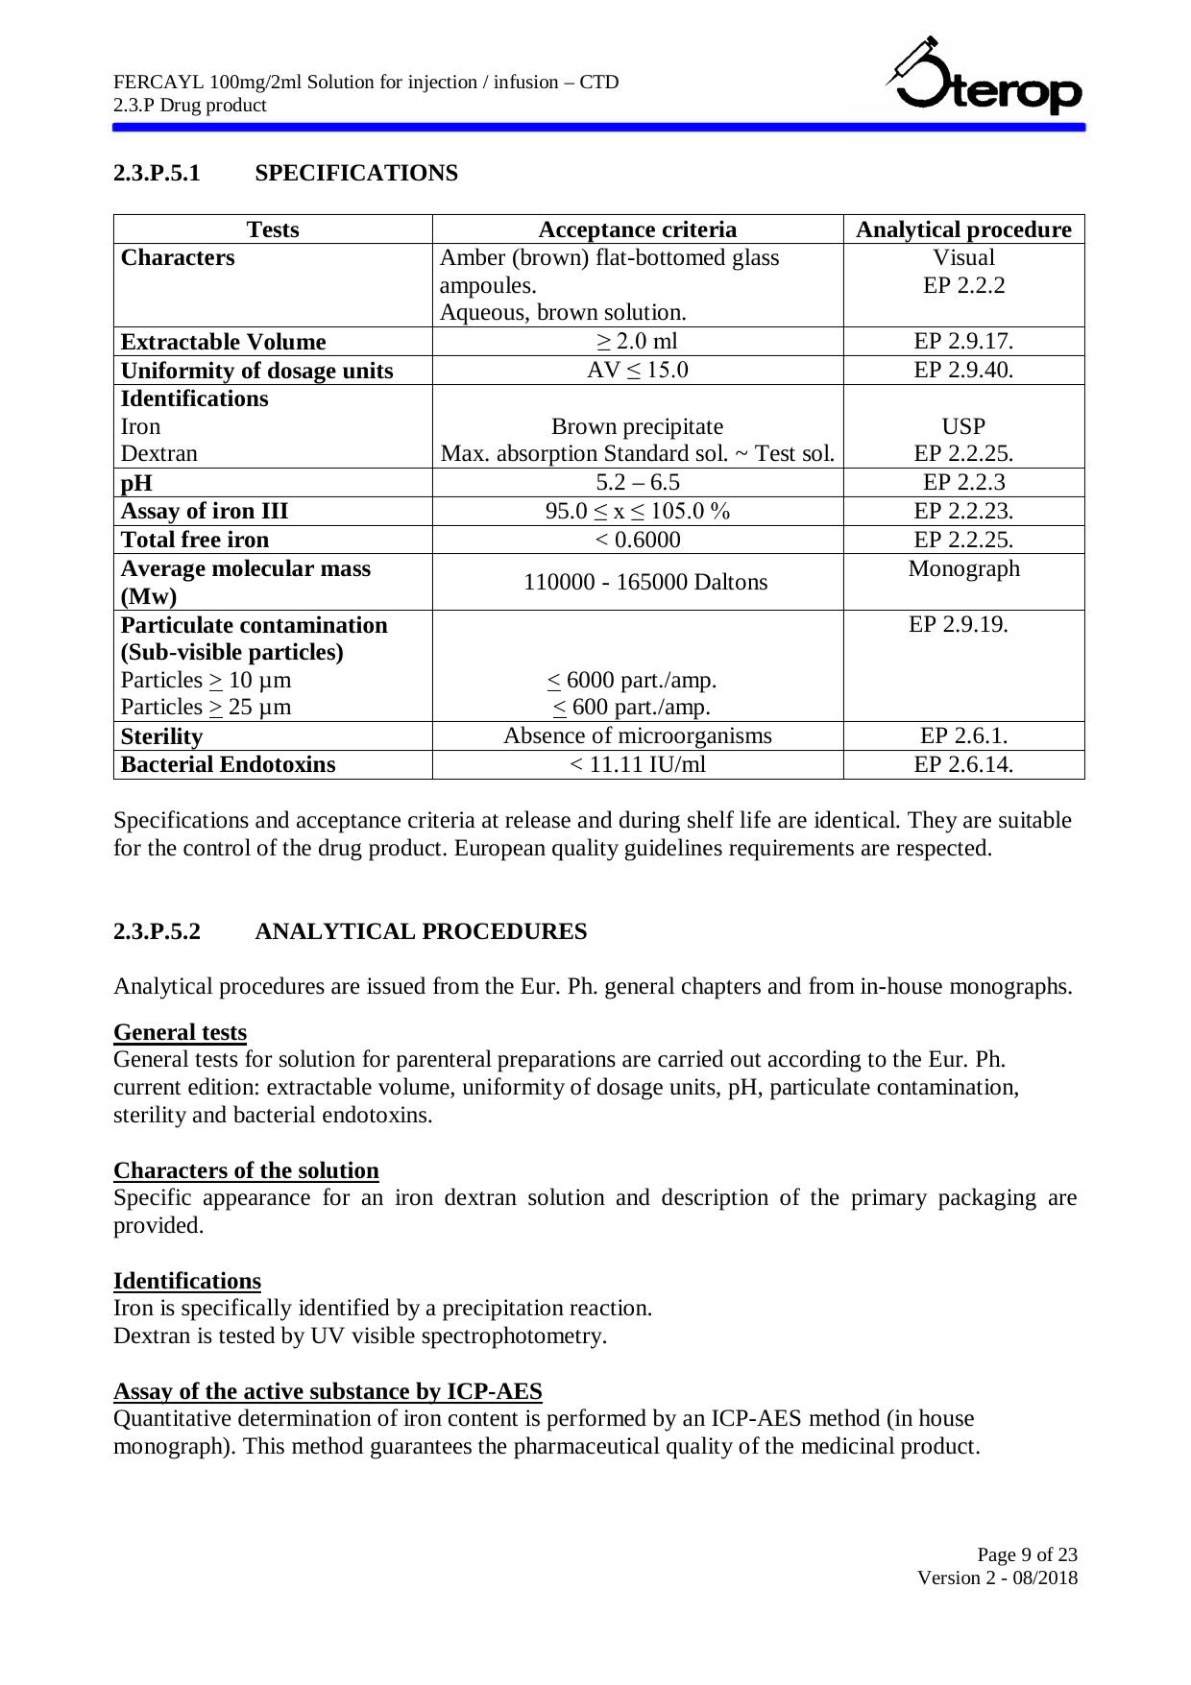 FERCAYL 100mg/2ml Solution for injection / infusion – CTD
2.3.P Drug product
Sterop
2.3.P.5.1 SPECIFICATIONS
Tests Acceptance criteria Analytical procedure
Characters Amber (brown) flat-bottomed glass Visual
ampoules. EP 2.2.2
Aqueous, brown solution.
Extractable Volume ≥ 2.0 ml EP 2.9.17.
Uniformity of dosage units AV ≤ 15.0 EP 2.9.40.
Identifications
Iron Brown precipitate USP
Dextran Max. absorption Standard sol. ~ Test sol. EP 2.2.25.
pH 5.2 – 6.5 EP 2.2.3
Assay of iron III 95.0 ≤ x ≤ 105.0 % EP 2.2.23.
Total free iron < 0.6000 EP 2.2.25.
Average molecular mass Monograph
(Mw) 110000 - 165000 Daltons
Particulate contamination EP 2.9.19.
(Sub-visible particles)
Particles ≥ 10 µm ≤ 6000 part./amp.
Particles ≥ 25 µm ≤ 600 part./amp.
Sterility Absence of microorganisms EP 2.6.1.
Bacterial Endotoxins < 11.11 IU/ml EP 2.6.14.
Specifications and acceptance criteria at release and during shelf life are identical. They are suitable
for the control of the drug product. European quality guidelines requirements are respected.
2.3.P.5.2 ANALYTICAL PROCEDURES
Analytical procedures are issued from the Eur. Ph. general chapters and from in-house monographs.
General tests
General tests for solution for parenteral preparations are carried out according to the Eur. Ph.
current edition: extractable volume, uniformity of dosage units, pH, particulate contamination,
sterility and bacterial endotoxins.
Characters of the solution
Specific appearance for an iron dextran solution and description of the primary packaging are
provided.
Identifications
Iron is specifically identified by a precipitation reaction.
Dextran is tested by UV visible spectrophotometry.
Assay of the active substance by ICP-AES
Quantitative determination of iron content is performed by an ICP-AES method (in house
monograph). This method guarantees the pharmaceutical quality of the medicinal product.
Page 9 of 23
Version 2 - 08/2018